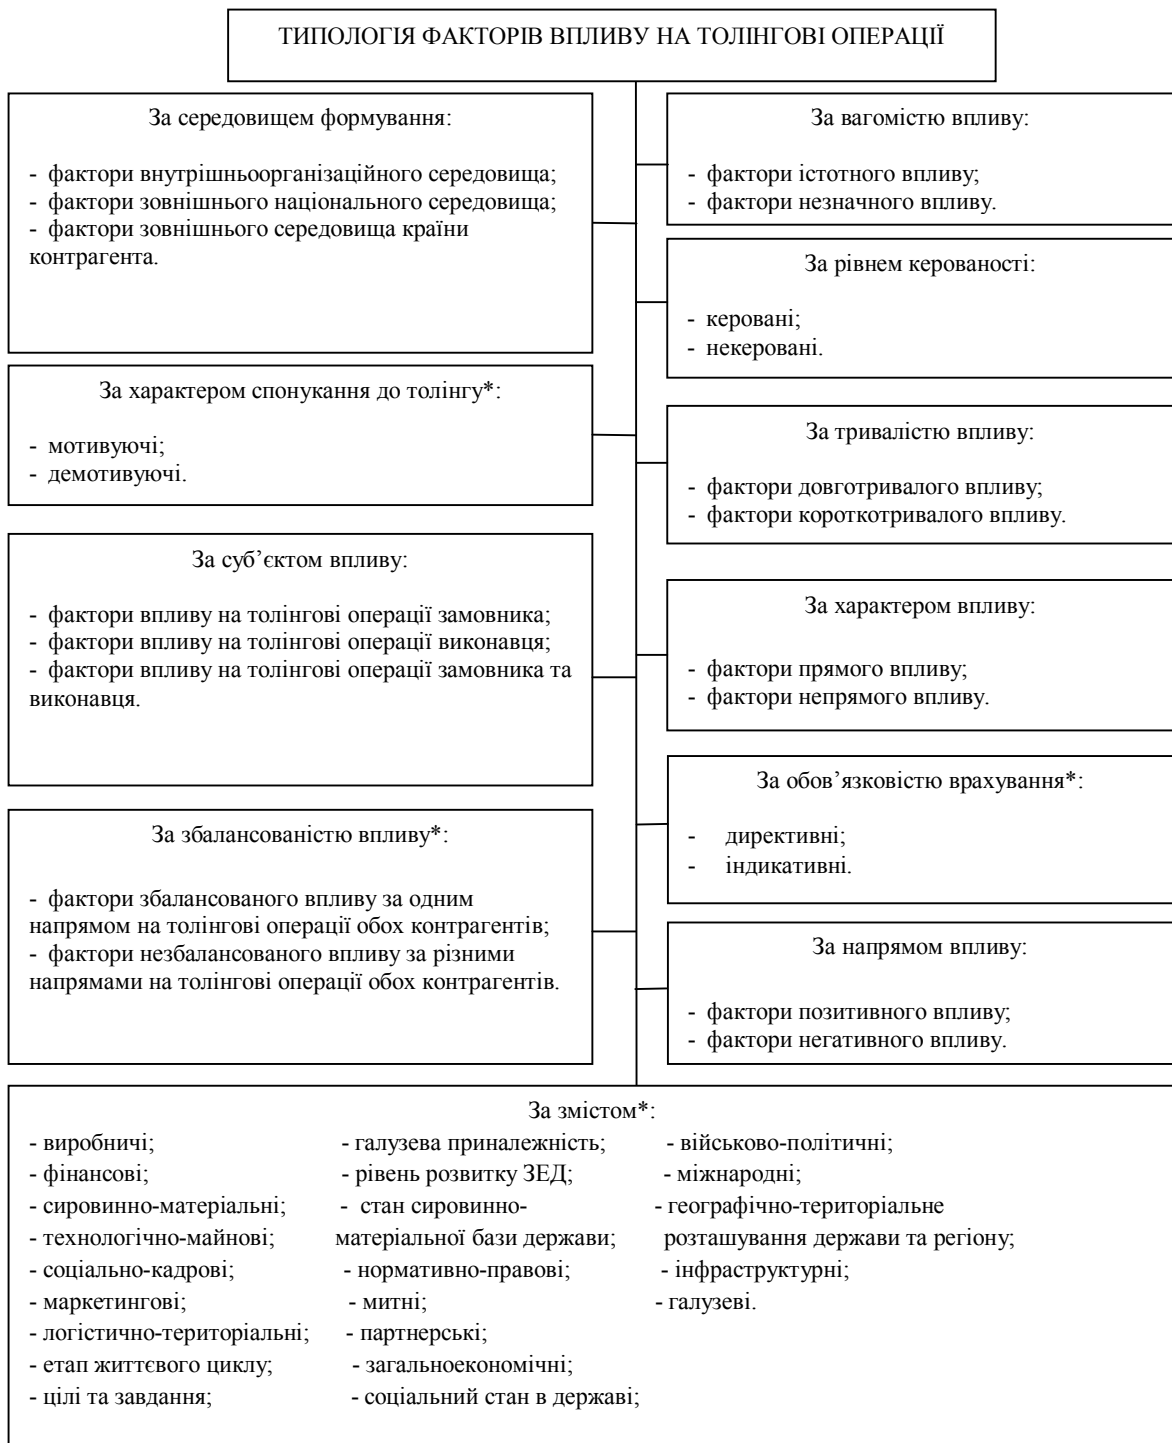 ТИПОЛОГІЯ ФАКТОРІВ ВПЛИВУ НА ТОЛІНГОВІ ОПЕРАЦІЇ
За середовищем формування:
- фактори внутрішньоорганізаційного середовища;
- фактори зовнішнього національного середовища;
- фактори зовнішнього середовища країни
контрагента.
За характером спонукання до толінгу*:
- мотивуючі;
- демотивуючі.
За суб’єктом впливу:
- фактори впливу на толінгові операції замовника;
- фактори впливу на толінгові операції виконавця;
- фактори впливу на толінгові операції замовника та
виконавця.
За збалансованістю впливу*:
- фактори збалансованого впливу за одним
напрямом на толінгові операції обох контрагентів;
- фактори незбалансованого впливу за різними
напрямами на толінгові операції обох контрагентів.
За вагомістю впливу:
- фактори істотного впливу;
- фактори незначного впливу.
За рівнем керованості:
- керовані;
- некеровані.
За тривалістю впливу:
- фактори довготривалого впливу;
- фактори короткотривалого впливу.
За характером впливу:
- фактори прямого впливу;
- фактори непрямого впливу.
За обов’язковістю врахування*:
- директивні;
- індикативні.
За напрямом впливу:
- фактори позитивного впливу;
- фактори негативного впливу.
За змістом*:
- виробничі;
- фінансові;
- сировинно-матеріальні;
- технологічно-майнові;
- соціально-кадрові;
- маркетингові;
- логістично-територіальні;
- етап життєвого циклу;
- цілі та завдання;
- галузева приналежність;
- рівень розвитку ЗЕД;
- стан сировинно-
матеріальної бази держави;
- нормативно-правові;
- митні;
- партнерські;
- загальноекономічні;
- соціальний стан в державі;
- військово-політичні;
- міжнародні;
- географічно-територіальне
розташування держави та регіону;
- інфраструктурні;
- галузеві.